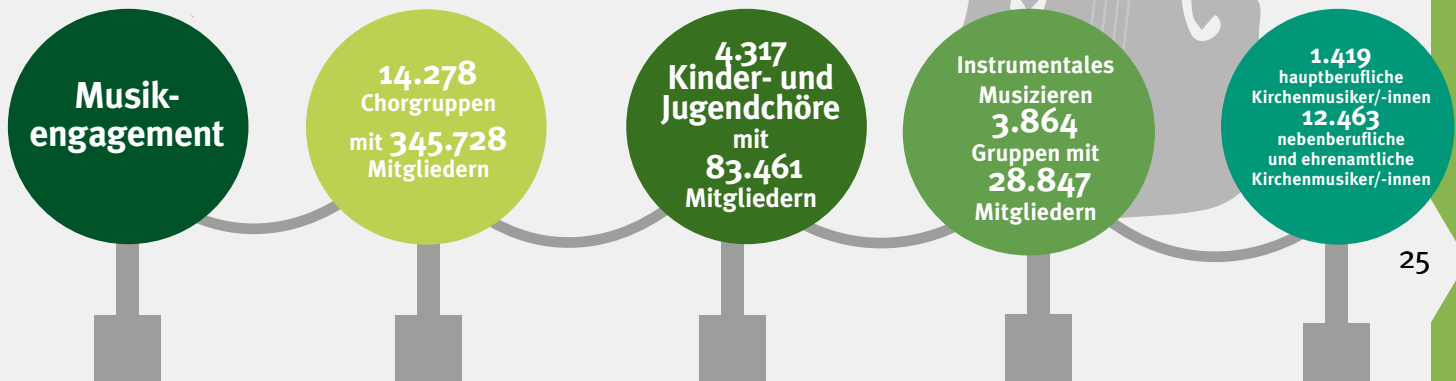 Musik-
engagement
14.278
Chorgruppen
mit 345.728
Mitgliedern
4.317
Kinder- und
Jugendchöre
mit
83.461
Mitgliedern
Instrumentales
Musizieren
3.864
Gruppen mit
28.847
Mitgliedern
1.419
hauptberufliche
Kirchenmusiker/-innen
12.463
nebenberufliche
und ehrenamtliche
Kirchenmusiker/-innen
25